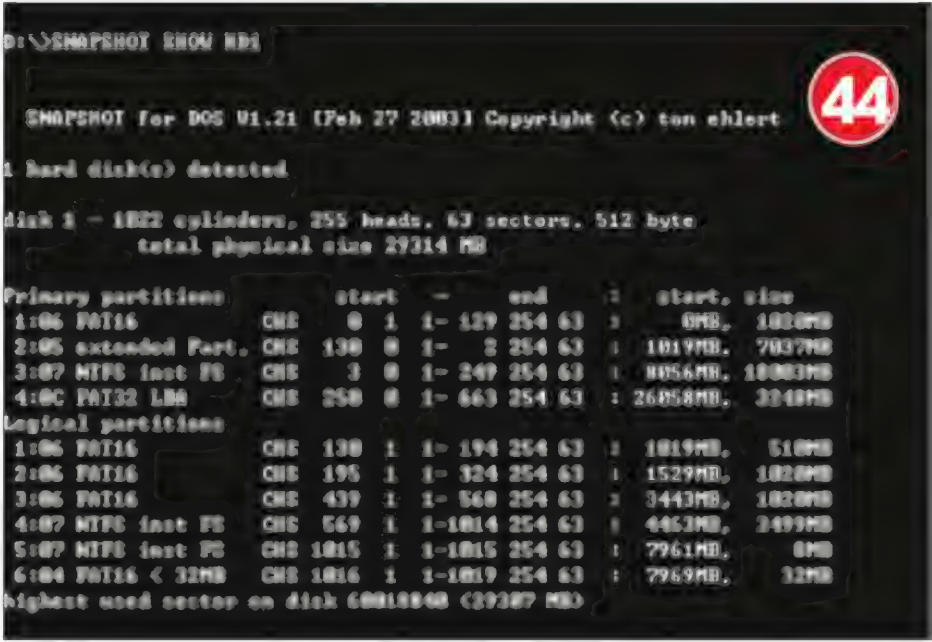 D:\>SNAPSHOT SHOW HD1
44
SNAPSHOT for DOS V1.21 [Feb 27 2003] Copyright (c) tom ehlert
1 hard disk(s) detected
disk 1 - 1022 cylinders, 255 heads, 63 sectors, 512 byte
total physical size 29314 MB
Primary partitions start - end : start, size
1:06 FAT16 CHS 0 1 1- 129 254 63 : 0MB, 1020MB
2:05 extended Part. CHS 130 0 1- 2 254 63 : 1019MB, 7037MB
3:07 NTFS inst FS CHS 3 0 1- 249 254 63 : 8056MB, 18003MB
4:0C FAT32 LBA CHS 250 0 1- 663 254 63 : 26058MB, 3248MB
Logical partitions
1:06 FAT16 CHS 130 1 1- 194 254 63 : 1019MB, 510MB
2:06 FAT16 CHS 195 1 1- 324 254 63 : 1529MB, 1020MB
3:06 FAT16 CHS 439 1 1- 568 254 63 : 3443MB, 1020MB
4:07 NTFS inst FS CHS 569 1 1-1014 254 63 : 4463MB, 3499MB
5:07 NTFS inst FS CHS 1015 1 1-1015 254 63 : 7961MB, 8MB
6:04 FAT16 < 32MB CHS 1016 1 1-1019 254 63 : 7969MB, 32MB
highest used sector on disk 60018840 (29307 MB)